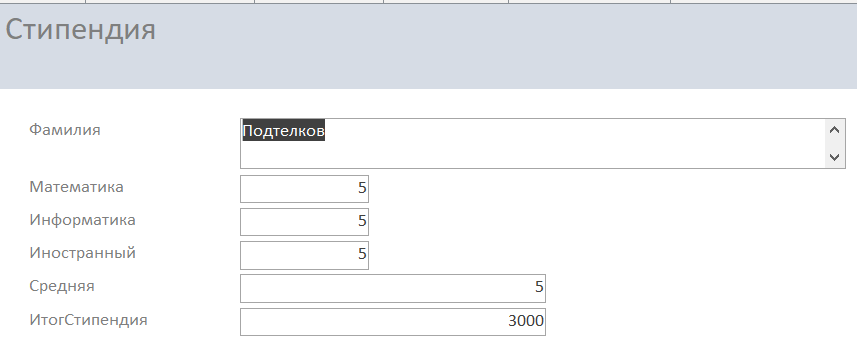 Стипендия
Фамилия Подтелков
Математика 5
Информатика 5
Иностранный 5
Средняя 5
ИтогСтипендия 3000